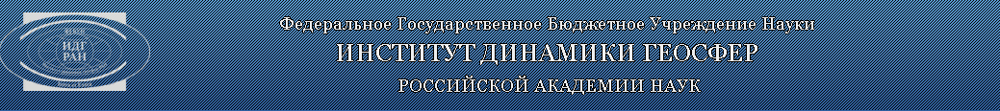 Федеральное Государственное Бюджетное Учреждение Науки
ИНСТИТУТ ДИНАМИКИ ГЕОСФЕР
РОССИЙСКОЙ АКАДЕМИИ НАУК
ИДГ
РАН